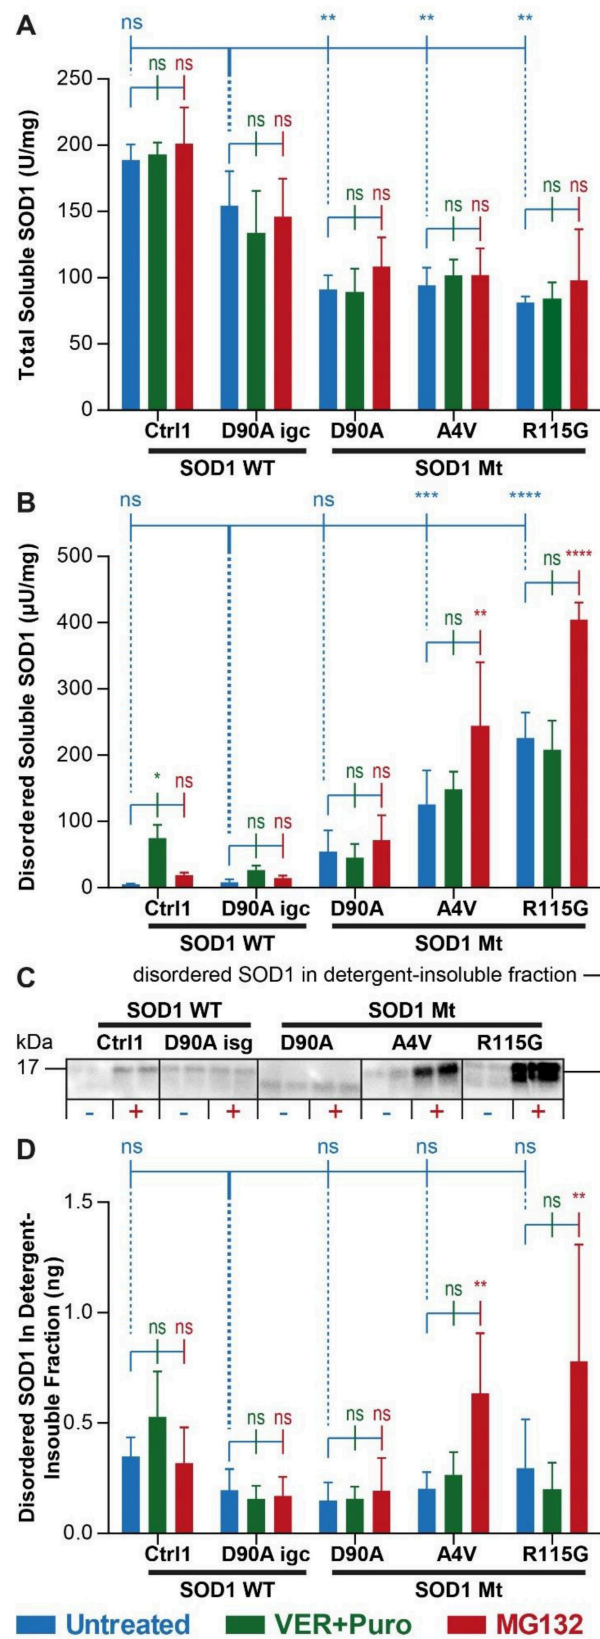 A
ns
**
**
**
ns
ns
ns
ns
ns
ns
ns
ns
ns
ns
Total Soluble SOD1 (U/mg)
250
200
150
100
50
0
Ctrl1 D90A igc D90A A4V R115G
SOD1 WT SOD1 Mt
B
ns
ns
***
****
ns
****
ns
**
*
ns
ns
ns
ns
ns
Disordered Soluble SOD1 (µU/mg)
500
400
300
200
100
0
Ctrl1 D90A igc D90A A4V R115G
SOD1 WT SOD1 Mt
C
disordered SOD1 in detergent-insoluble fraction
SOD1 WT SOD1 Mt
kDa Ctrl1 D90A isg D90A A4V R115G
17
- + - + - + - + - +
D
ns
ns
ns
ns
ns
**
ns
**
ns
ns
ns
ns
ns
ns
Disordered SOD1 In Detergent-
Insouble Fraction (ng)
1.5
1.0
0.5
0.0
Ctrl1 D90A igc D90A A4V R115G
SOD1 WT SOD1 Mt
Untreated VER+Puro MG132